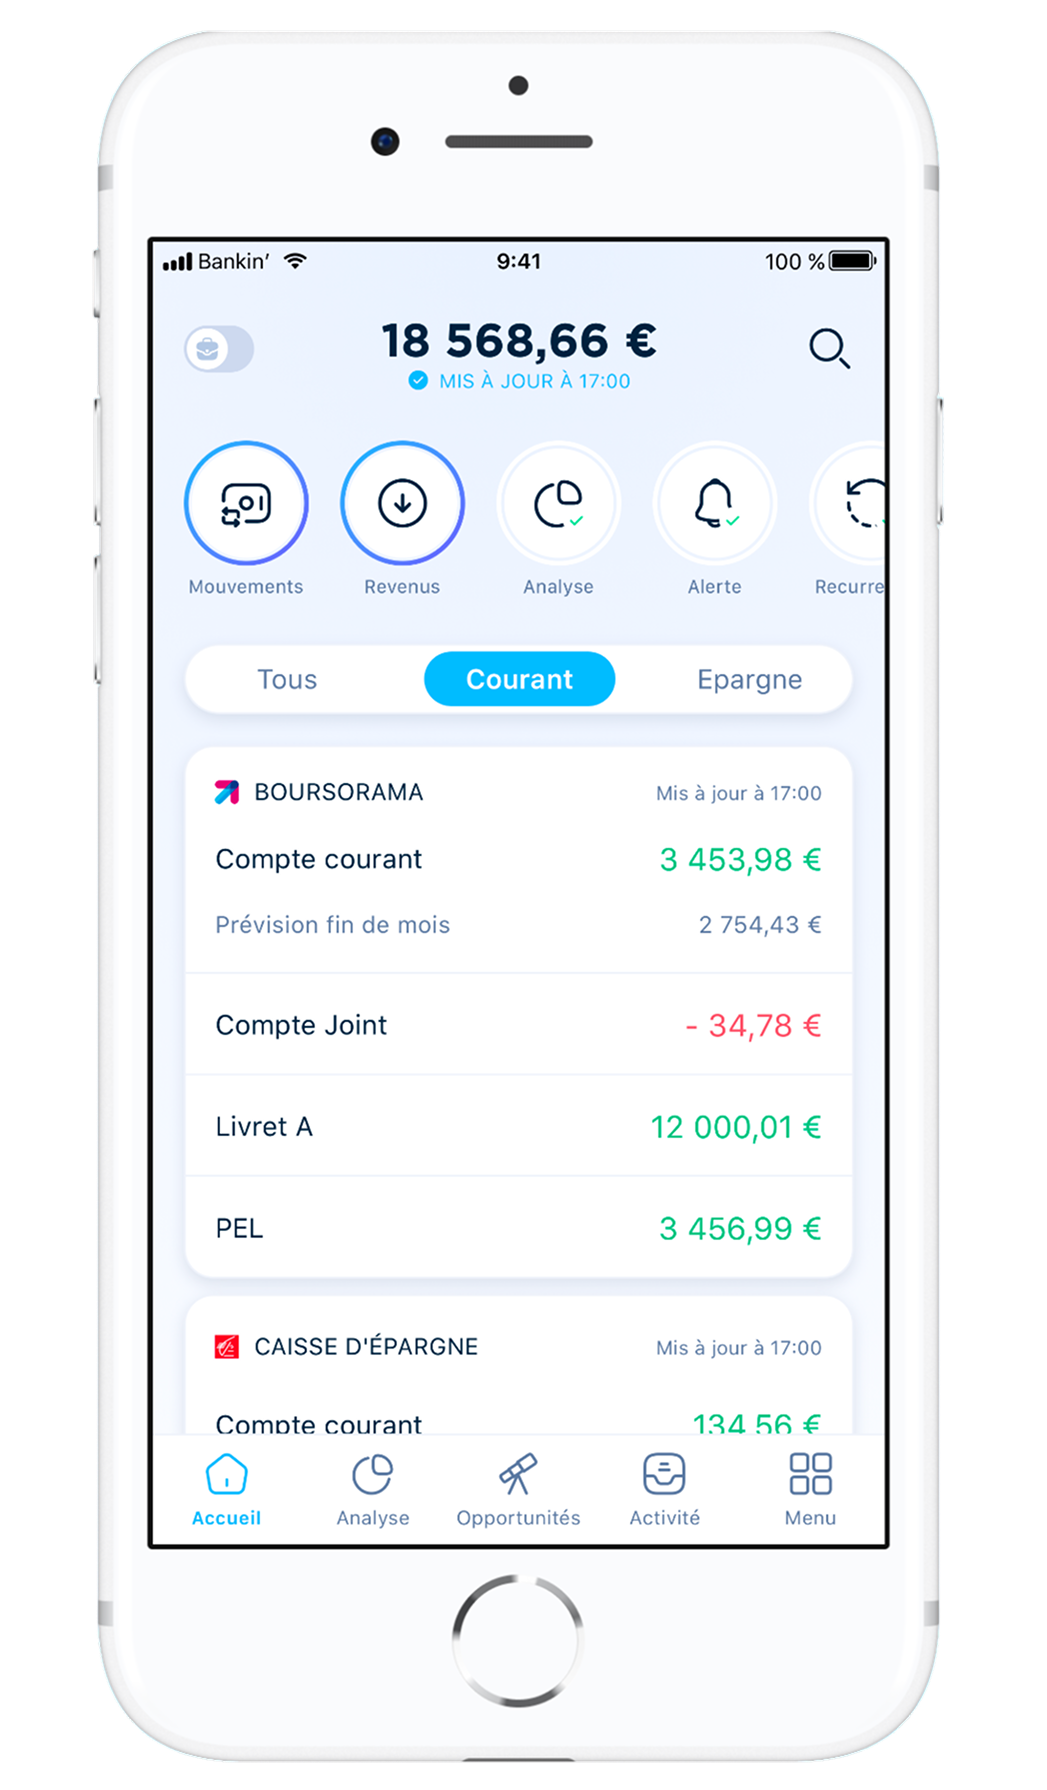 Bankin’ 9:41 100 %
18 568,66 €
MIS À JOUR À 17:00
Mouvements Revenus Analyse Alerte Recurre
Tous Courant Epargne
BOURSORAMA Mis à jour à 17:00
Compte courant 3 453,98 €
Prévision fin de mois 2 754,43 €
Compte Joint - 34,78 €
Livret A 12 000,01 €
PEL 3 456,99 €
CAISSE D'ÉPARGNE Mis à jour à 17:00
Compte courant 134,56 €
Accueil Analyse Opportunités Activité Menu